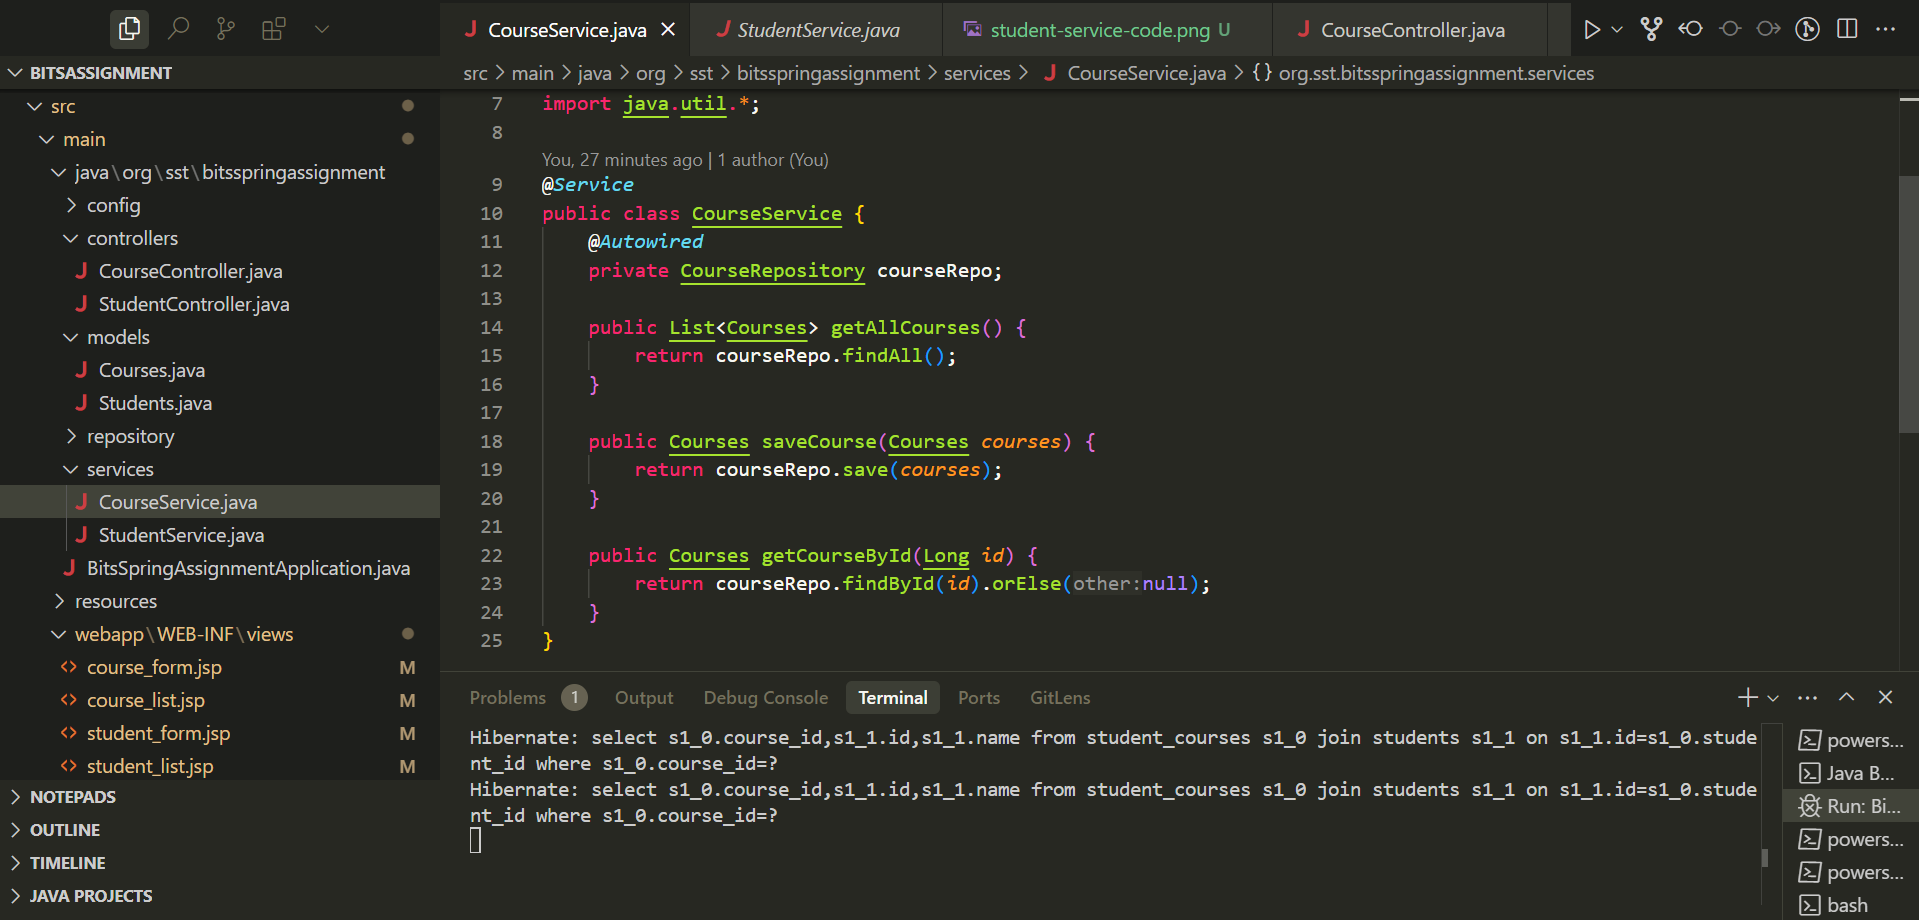 CourseService.java
StudentService.java
student-service-code.png U
CourseController.java
BITSASSIGNMENT
src
main
java\org\sst\bitsspringassignment
config
controllers
CourseController.java
StudentController.java
models
Courses.java
Students.java
repository
services
CourseService.java
StudentService.java
BitsSpringAssignmentApplication.java
resources
webapp\WEB-INF\views
course_form.jsp M
course_list.jsp M
student_form.jsp M
student_list.jsp M
NOTEPADS
OUTLINE
TIMELINE
JAVA PROJECTS
src > main > java > org > sst > bitsspringassignment > services > CourseService.java > {} org.sst.bitsspringassignment.services
7 import java.util.*;
8
You, 27 minutes ago | 1 author (You)
9 @Service
10 public class CourseService {
11 @Autowired
12 private CourseRepository courseRepo;
13
14 public List<Courses> getAllCourses() {
15 return courseRepo.findAll();
16 }
17
18 public Courses saveCourse(Courses courses) {
19 return courseRepo.save(courses);
20 }
21
22 public Courses getCourseById(Long id) {
23 return courseRepo.findById(id).orElse(other:null);
24 }
25 }
Problems 1 Output Debug Console Terminal Ports GitLens
Hibernate: select s1_0.course_id,s1_1.id,s1_1.name from student_courses s1_0 join students s1_1 on s1_1.id=s1_0.stude
nt_id where s1_0.course_id=?
Hibernate: select s1_0.course_id,s1_1.id,s1_1.name from student_courses s1_0 join students s1_1 on s1_1.id=s1_0.stude
nt_id where s1_0.course_id=?
powers...
Java B...
Run: Bi...
powers...
powers...
bash